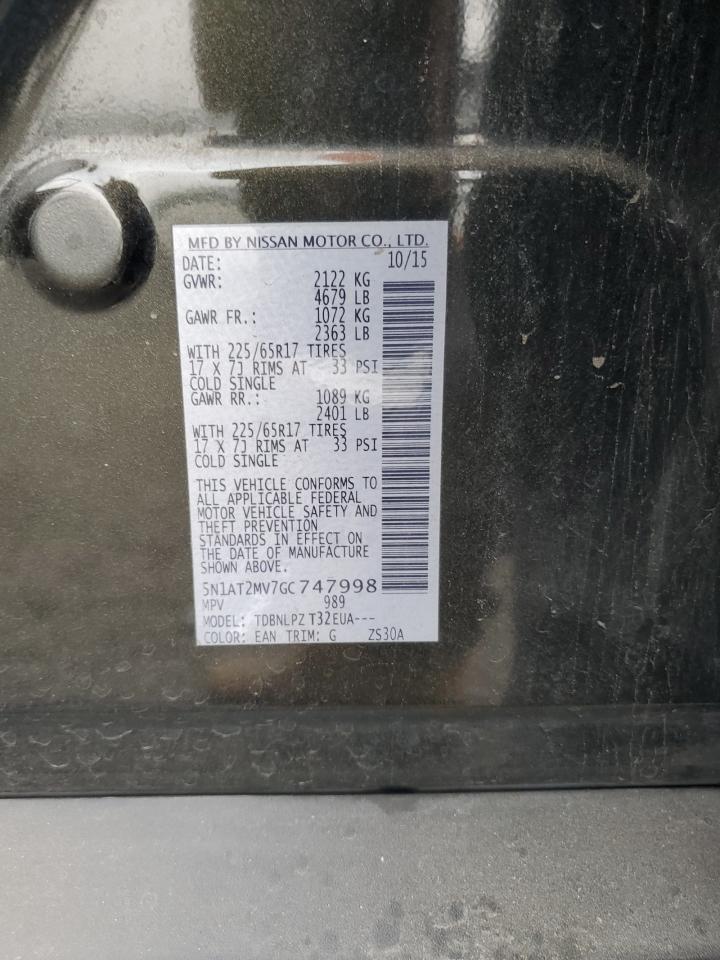 MFD BY NISSAN MOTOR CO., LTD.
DATE: 10/15
GVWR: 2122 KG
4679 LB
GAWR FR.: 1072 KG
2363 LB
WITH 225/65R17 TIRES
17 X 7J RIMS AT 33 PSI
COLD SINGLE
GAWR RR.: 1089 KG
2401 LB
WITH 225/65R17 TIRES
17 X 7J RIMS AT 33 PSI
COLD SINGLE
THIS VEHICLE CONFORMS TO
ALL APPLICABLE FEDERAL
MOTOR VEHICLE SAFETY AND
THEFT PREVENTION
STANDARDS IN EFFECT ON
THE DATE OF MANUFACTURE
SHOWN ABOVE.
5N1AT2MV7GC747998
MPV 989
MODEL: TDBNLPZ T32EUA---
COLOR: EAN TRIM: G ZS30A